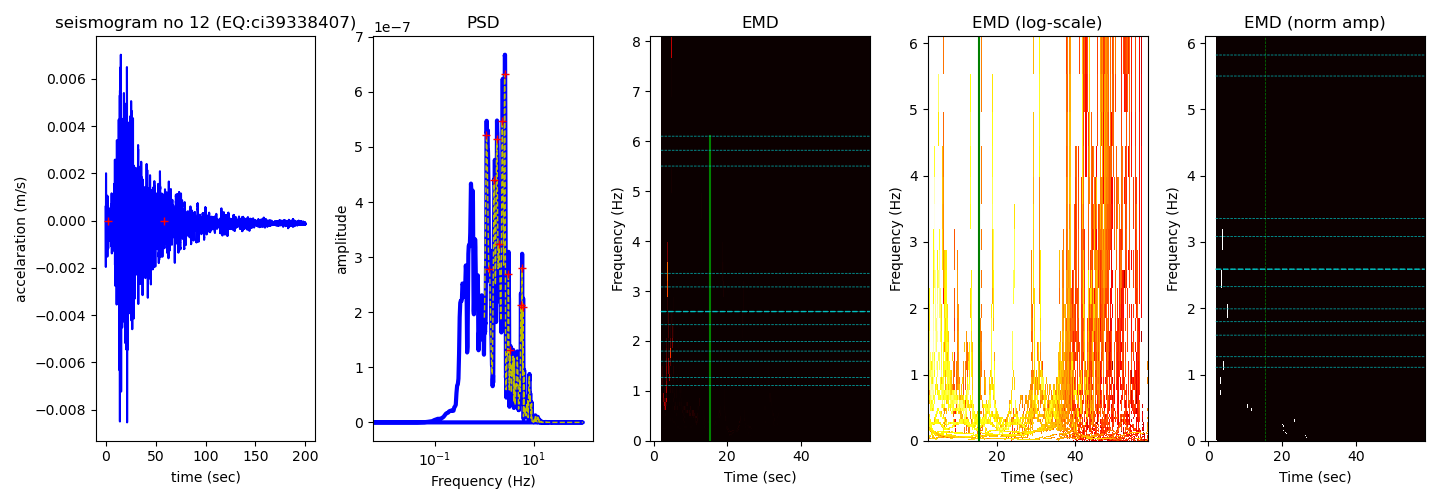 seismogram no 12 (EQ:ci39338407)
accelaration (m/s)
0.006
0.004
0.002
0.000
−0.002
−0.004
−0.006
−0.008
0 50 100 150 200
time (sec)
PSD
1e−7
amplitude
7
6
5
4
3
2
1
0
10−1 101
Frequency (Hz)
EMD
Frequency (Hz)
8
7
6
5
4
3
2
1
0
0 20 40
Time (sec)
EMD (log-scale)
Frequency (Hz)
6
5
4
3
2
1
0
20 40
Time (sec)
EMD (norm amp)
Frequency (Hz)
6
5
4
3
2
1
0
0 20 40
Time (sec)